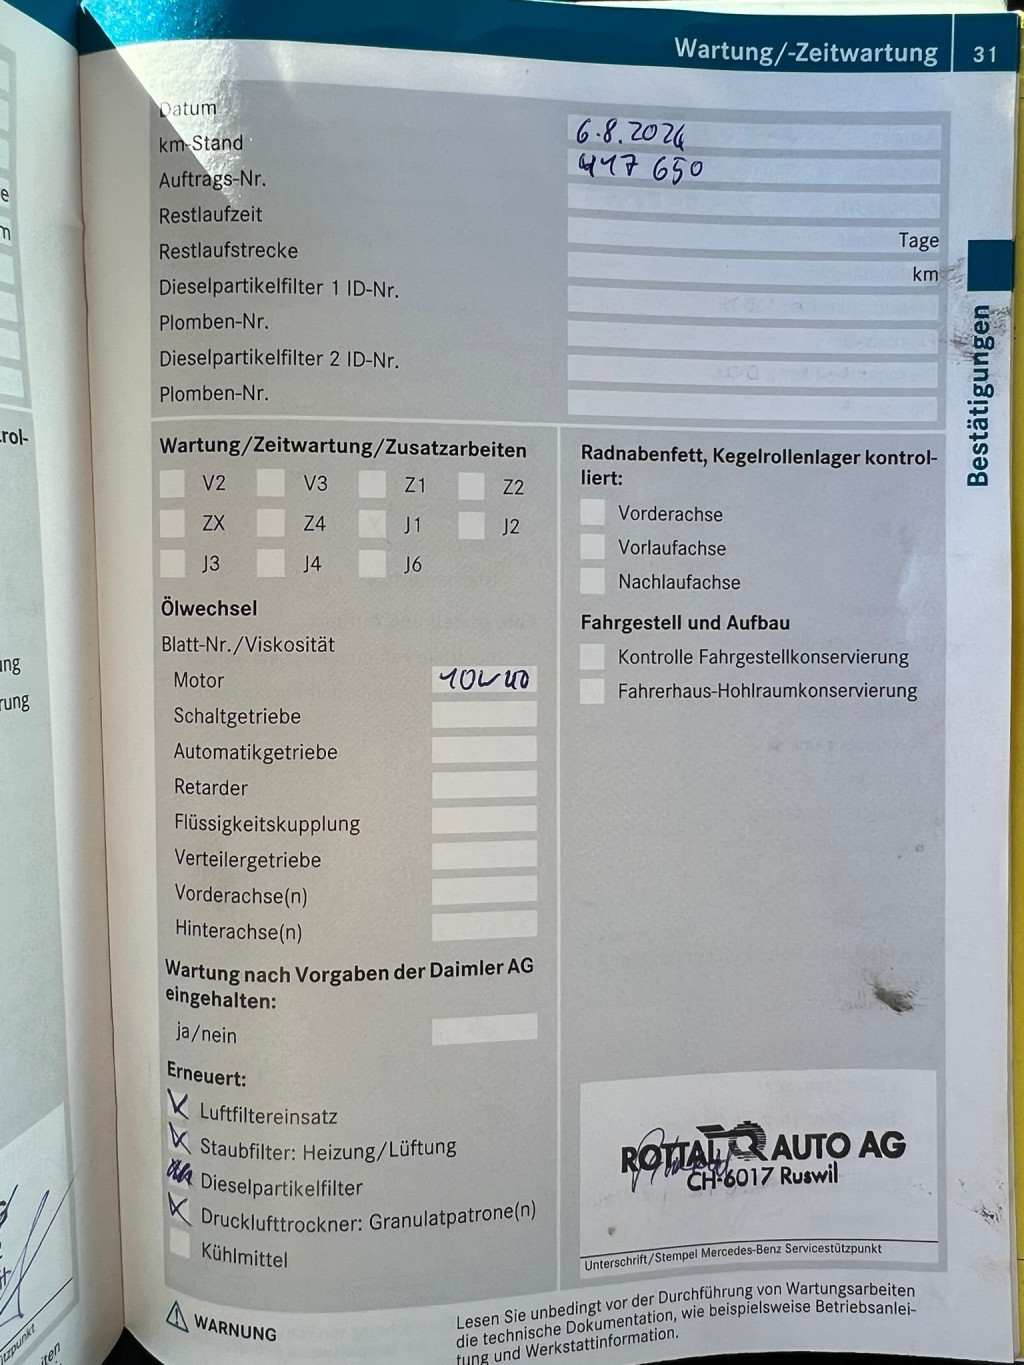 Wartung/-Zeitwartung 31
Datum 6.8.2024
km-Stand 417 650
Auftrags-Nr.
Restlaufzeit Tage
Restlaufstrecke km
Dieselpartikelfilter 1 ID-Nr.
Plomben-Nr.
Dieselpartikelfilter 2 ID-Nr.
Plomben-Nr.
Bestätigungen
Wartung/Zeitwartung/Zusatzarbeiten
V2 V3 Z1 Z2
ZX Z4 J1 J2
J3 J4 J6
Ölwechsel
Blatt-Nr./Viskosität
Motor 10W40
Schaltgetriebe
Automatikgetriebe
Retarder
Flüssigkeitskupplung
Verteilergetriebe
Vorderachse(n)
Hinterachse(n)
Wartung nach Vorgaben der Daimler AG
eingehalten:
ja/nein
Erneuert:
Luftfiltereinsatz
Staubfilter: Heizung/Lüftung
Dieselpartikelfilter
Drucklufttrockner: Granulatpatrone(n)
Kühlmittel
Radnabenfett, Kegelrollenlager kontrol-
liert:
Vorderachse
Vorlaufachse
Nachlaufachse
Fahrgestell und Aufbau
Kontrolle Fahrgestellkonservierung
Fahrerhaus-Hohlraumkonservierung
ROTTAL AUTO AG
CH-6017 Ruswil
Unterschrift/Stempel Mercedes-Benz Servicestützpunkt
WARNUNG
Lesen Sie unbedingt vor der Durchführung von Wartungsarbeiten
die technische Dokumentation, wie beispielsweise Betriebsanlei-
tung und Werkstattinformation.